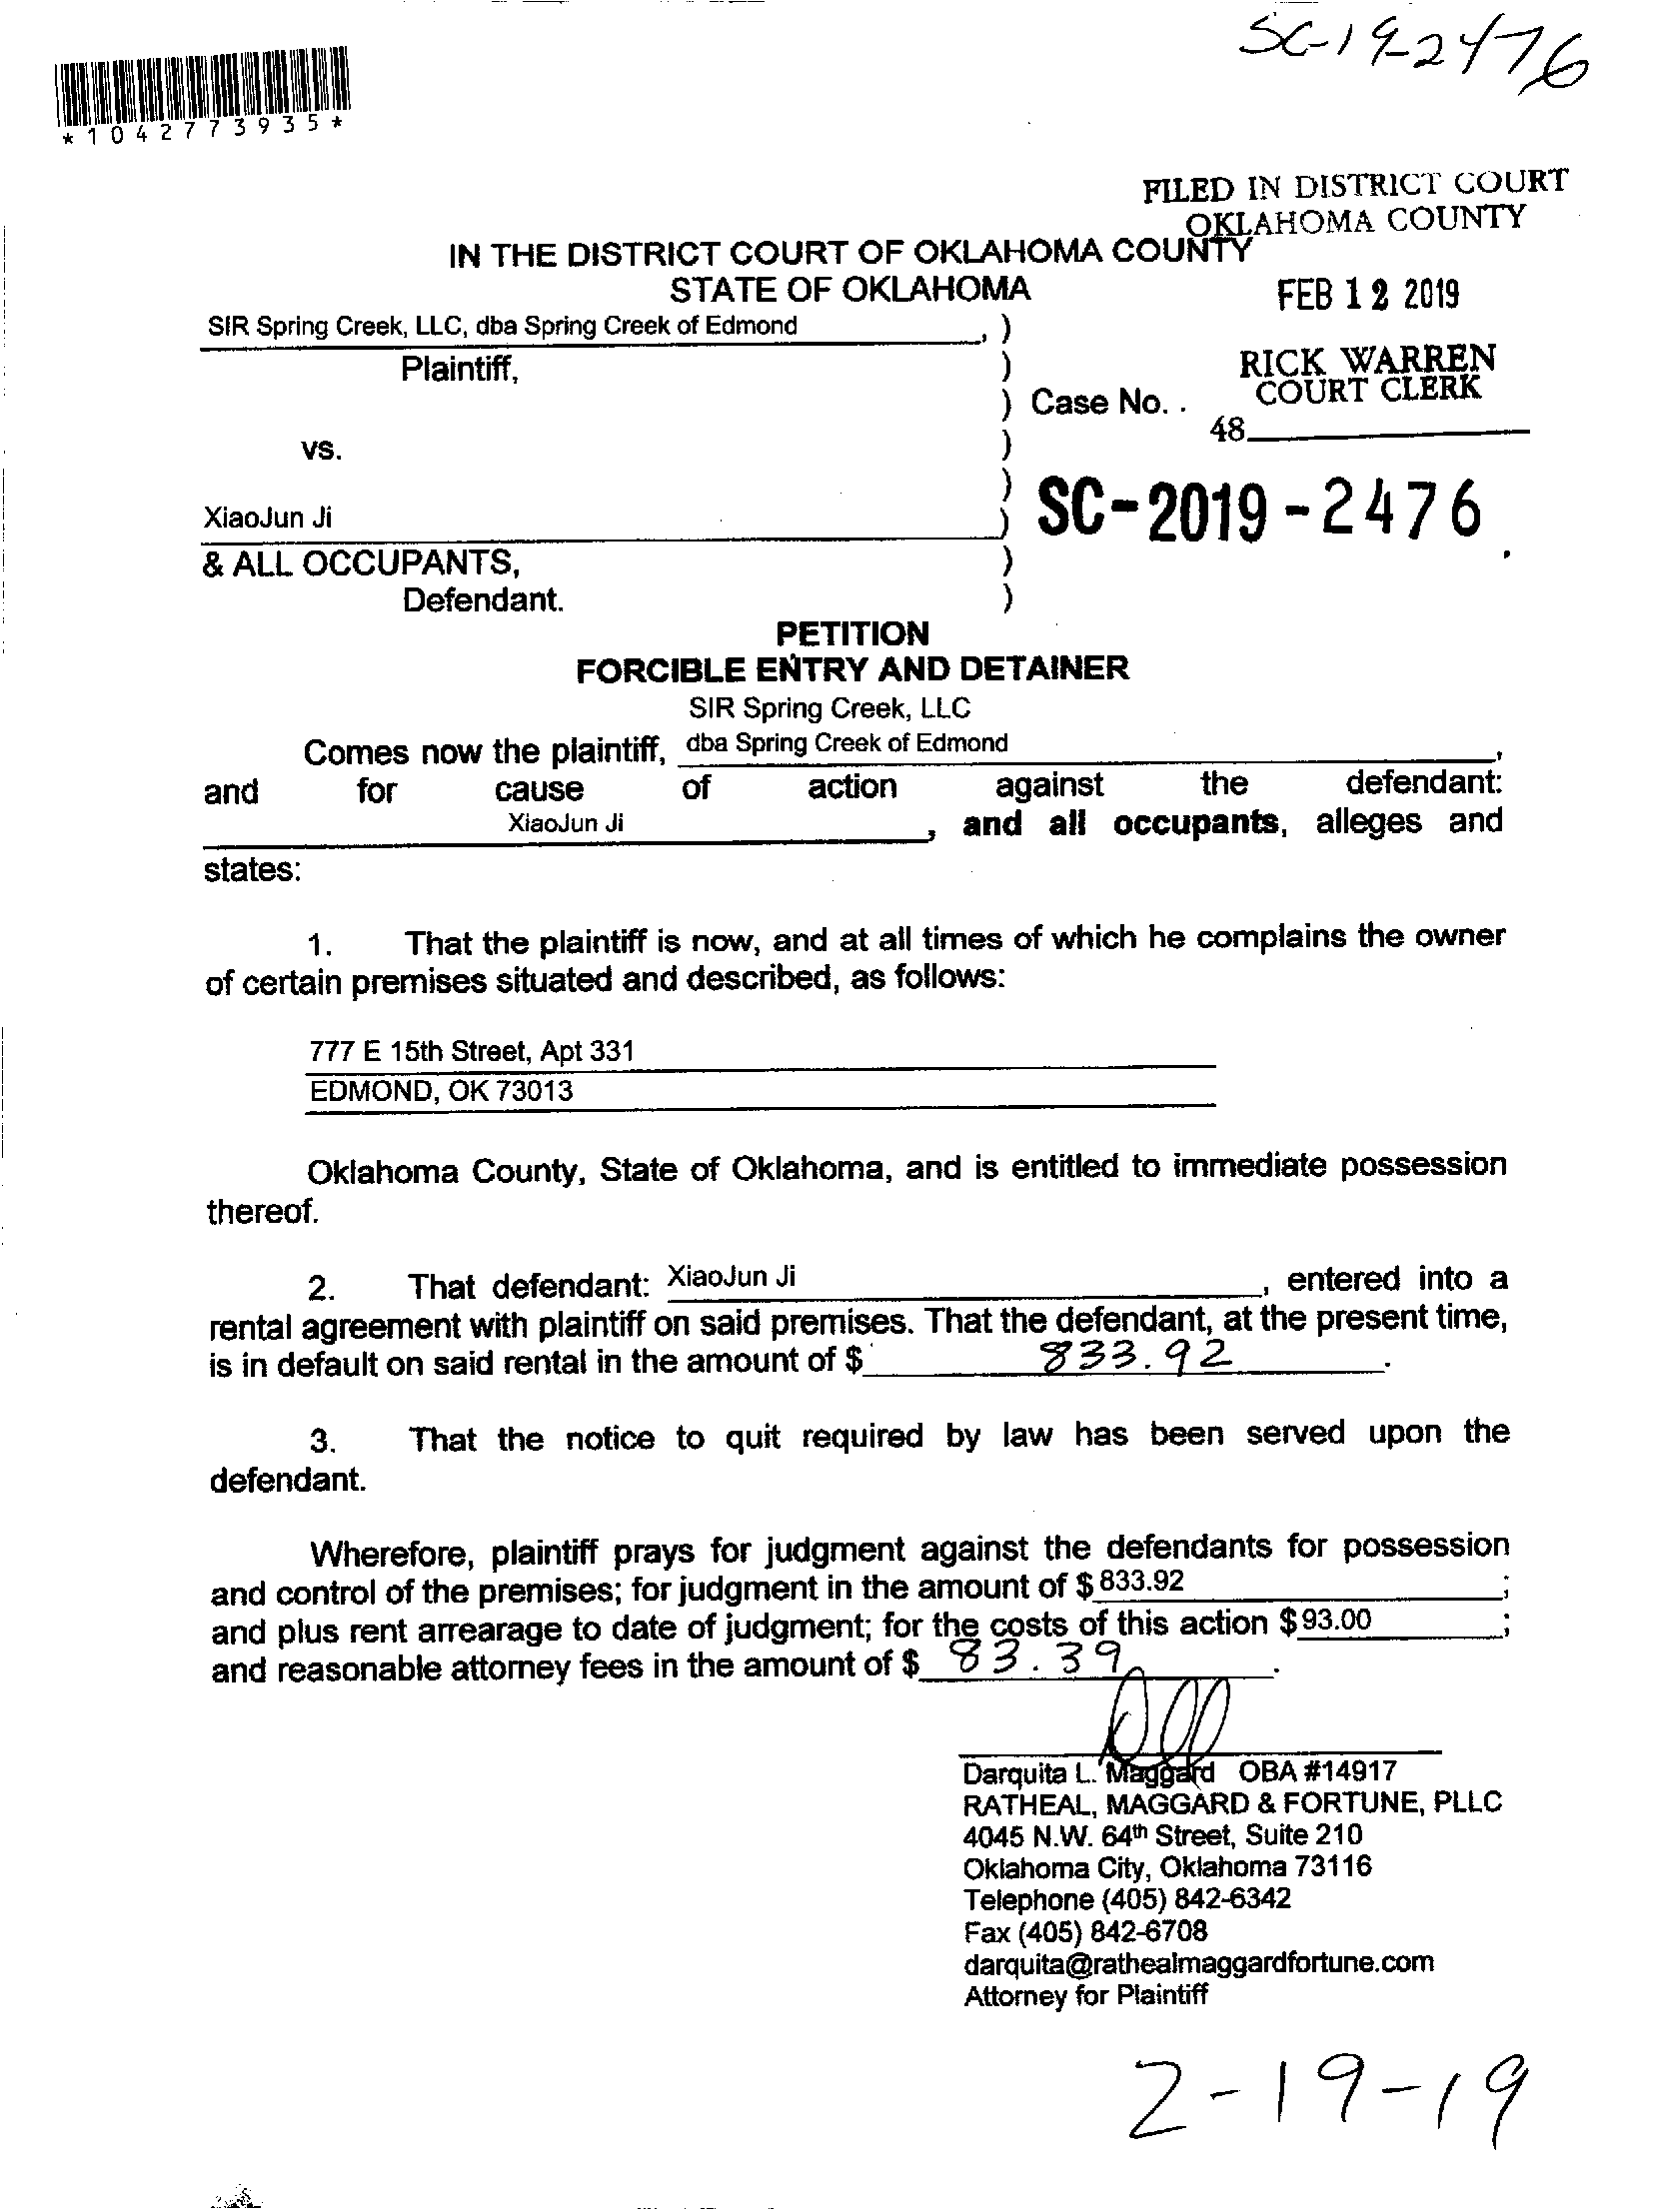 SC-19-2476
*1042773935*
FILED IN DISTRICT COURT
OKLAHOMA COUNTY
IN THE DISTRICT COURT OF OKLAHOMA COUNTY
STATE OF OKLAHOMA
FEB 12 2019
SIR Spring Creek, LLC, dba Spring Creek of Edmond , )
Plaintiff, )
RICK WARREN
COURT CLERK
) Case No. .
48
vs. )
)
XiaoJun Ji )
SC-2019-2476 .
& ALL OCCUPANTS, )
Defendant. )
PETITION
FORCIBLE ENTRY AND DETAINER
SIR Spring Creek, LLC
Comes now the plaintiff, dba Spring Creek of Edmond ,
and for cause of action against the defendant:
XiaoJun Ji , and all occupants, alleges and
states:
1. That the plaintiff is now, and at all times of which he complains the owner
of certain premises situated and described, as follows:
777 E 15th Street, Apt 331
EDMOND, OK 73013
Oklahoma County, State of Oklahoma, and is entitled to immediate possession
thereof.
2. That defendant: XiaoJun Ji , entered into a
rental agreement with plaintiff on said premises. That the defendant, at the present time,
is in default on said rental in the amount of $ 833.92 .
3. That the notice to quit required by law has been served upon the
defendant.
Wherefore, plaintiff prays for judgment against the defendants for possession
and control of the premises; for judgment in the amount of $ 833.92 ;
and plus rent arrearage to date of judgment; for the costs of this action $ 93.00 ;
and reasonable attorney fees in the amount of $ 83.39 .
Darquita L. Maggard OBA #14917
RATHEAL, MAGGARD & FORTUNE, PLLC
4045 N.W. 64th Street, Suite 210
Oklahoma City, Oklahoma 73116
Telephone (405) 842-6342
Fax (405) 842-6708
darquita@rathealmaggardfortune.com
Attorney for Plaintiff
2-19-19